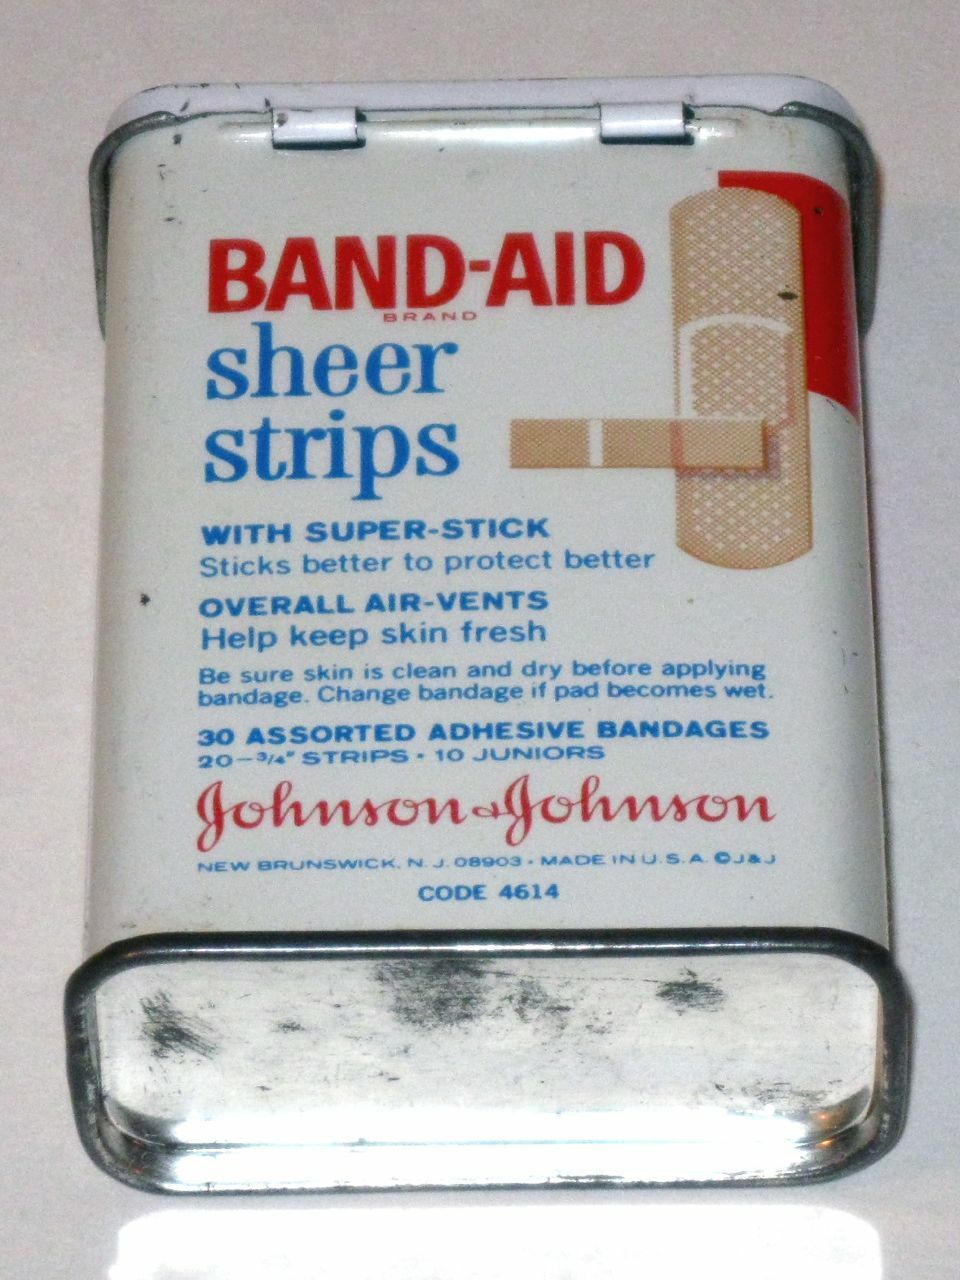 BAND-AID
BRAND
sheer
strips
WITH SUPER-STICK
Sticks better to protect better
OVERALL AIR-VENTS
Help keep skin fresh
Be sure skin is clean and dry before applying
bandage. Change bandage if pad becomes wet.
30 ASSORTED ADHESIVE BANDAGES
20-3/4" STRIPS • 10 JUNIORS
Johnson & Johnson
NEW BRUNSWICK, N. J. 08903 • MADE IN U.S.A. ©J&J
CODE 4614